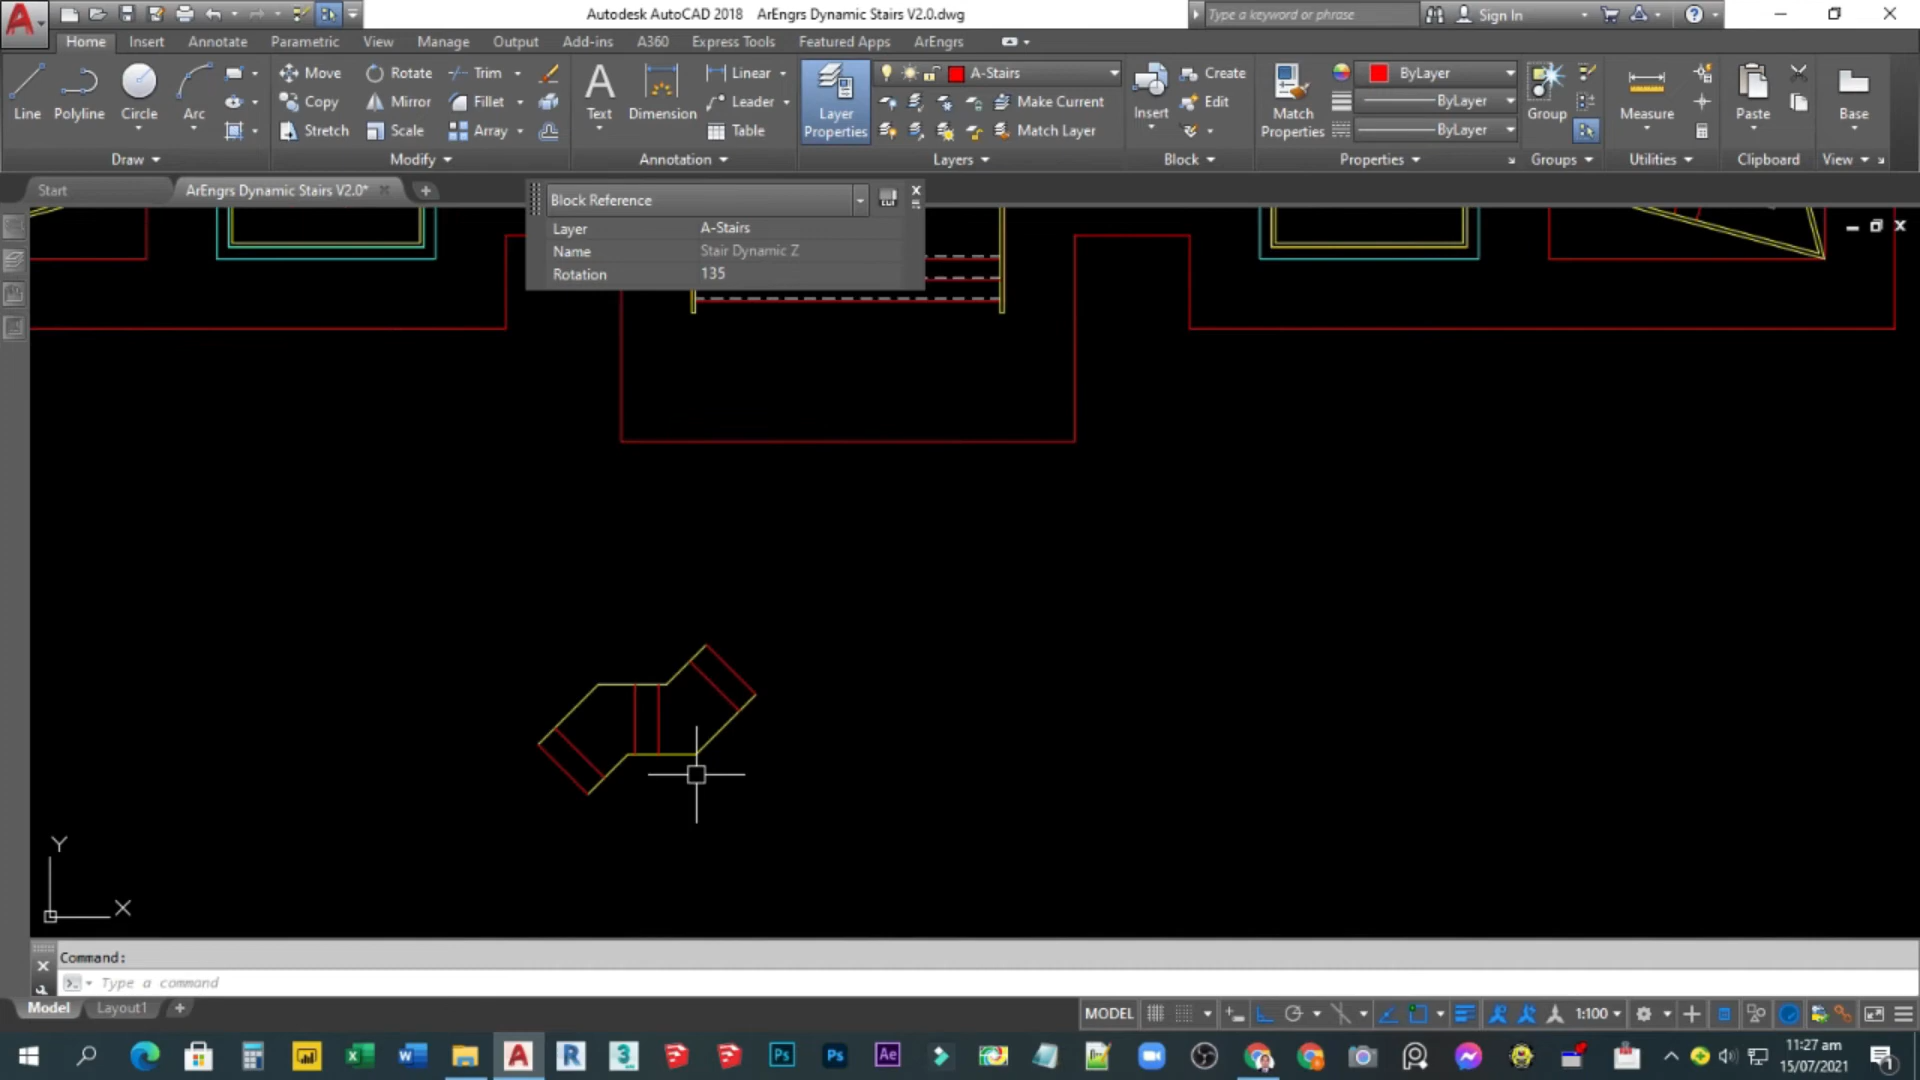 Autodesk AutoCAD 2018 ArEngrs Dynamic Stairs V2.0.dwg
Type a keyword or phrase
Sign In
Home Insert Annotate Parametric View Manage Output Add-ins A360 Express Tools Featured Apps ArEngrs
Line Polyline Circle Arc
Move Rotate Trim
Copy Mirror Fillet
Stretch Scale Array
Text Dimension
Linear
Leader
Table
Layer Properties
A-Stairs
Make Current
Match Layer
Insert
Create
Edit
Match Properties
ByLayer
ByLayer
ByLayer
Group
Measure
Paste
Base
Draw Modify Annotation Layers Block Properties Groups Utilities Clipboard View
Start ArEngrs Dynamic Stairs V2.0*
Block Reference
Layer A-Stairs
Name Stair Dynamic Z
Rotation 135
Y
X
Command:
Type a command
Model Layout1
MODEL 1:100
11:27 am
15/07/2021